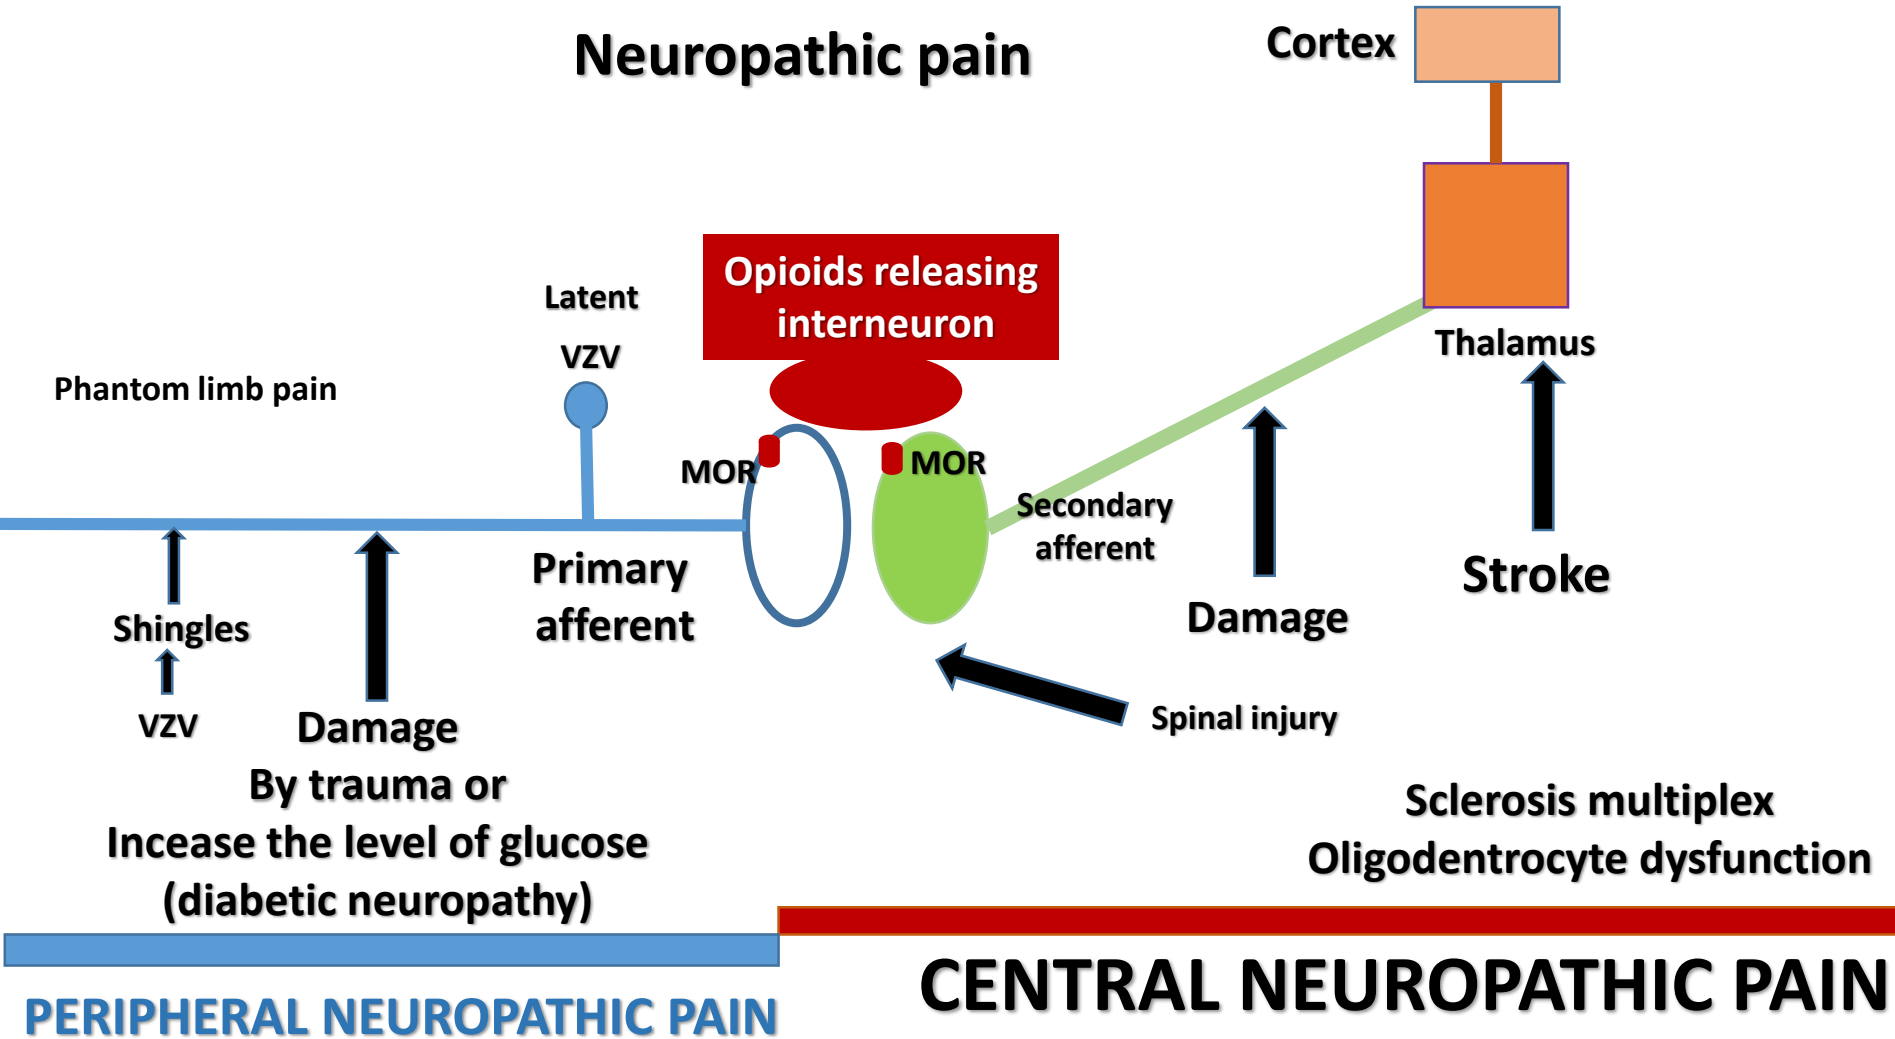 Neuropathic pain
Cortex
Opioids releasing
interneuron
Latent
VZV
Thalamus
Phantom limb pain
MOR
MOR
Secondary
afferent
Primary
afferent
Stroke
Damage
Shingles
VZV
Spinal injury
Damage
By trauma or
Incease the level of glucose
(diabetic neuropathy)
Sclerosis multiplex
Oligodentrocyte dysfunction
PERIPHERAL NEUROPATHIC PAIN
CENTRAL NEUROPATHIC PAIN